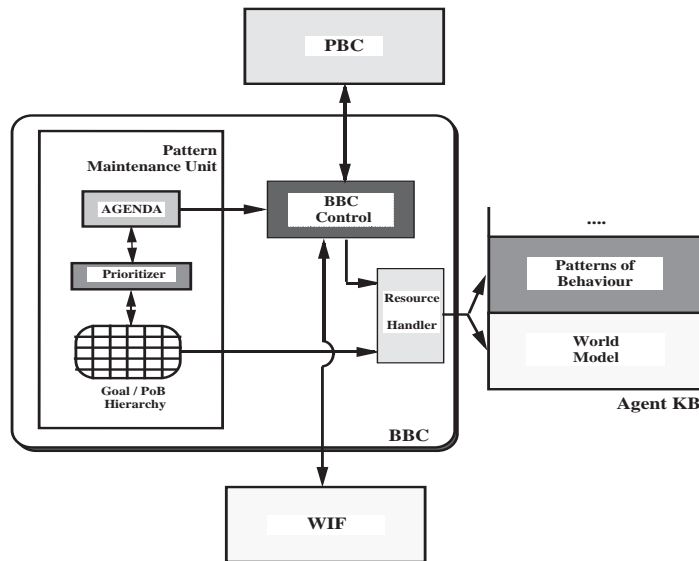 PBC
Pattern
Maintenance Unit
AGENDA
BBC
Control
....
Prioritizer
Patterns of
Behaviour
Resource
Handler
World
Model
Goal / PoB
Hierarchy
Agent KB
BBC
WIF